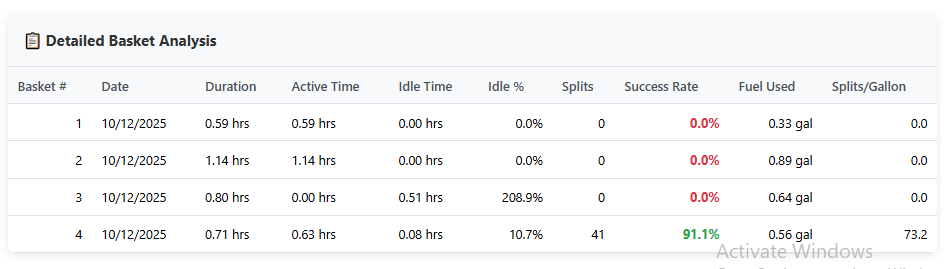 📋 Detailed Basket Analysis
Basket # Date Duration Active Time Idle Time Idle % Splits Success Rate Fuel Used Splits/Gallon
1 10/12/2025 0.59 hrs 0.59 hrs 0.00 hrs 0.0% 0 0.0% 0.33 gal 0.0
2 10/12/2025 1.14 hrs 1.14 hrs 0.00 hrs 0.0% 0 0.0% 0.89 gal 0.0
3 10/12/2025 0.80 hrs 0.00 hrs 0.51 hrs 208.9% 0 0.0% 0.64 gal 0.0
4 10/12/2025 0.71 hrs 0.63 hrs 0.08 hrs 10.7% 41 91.1% 0.56 gal 73.2
Activate Windows